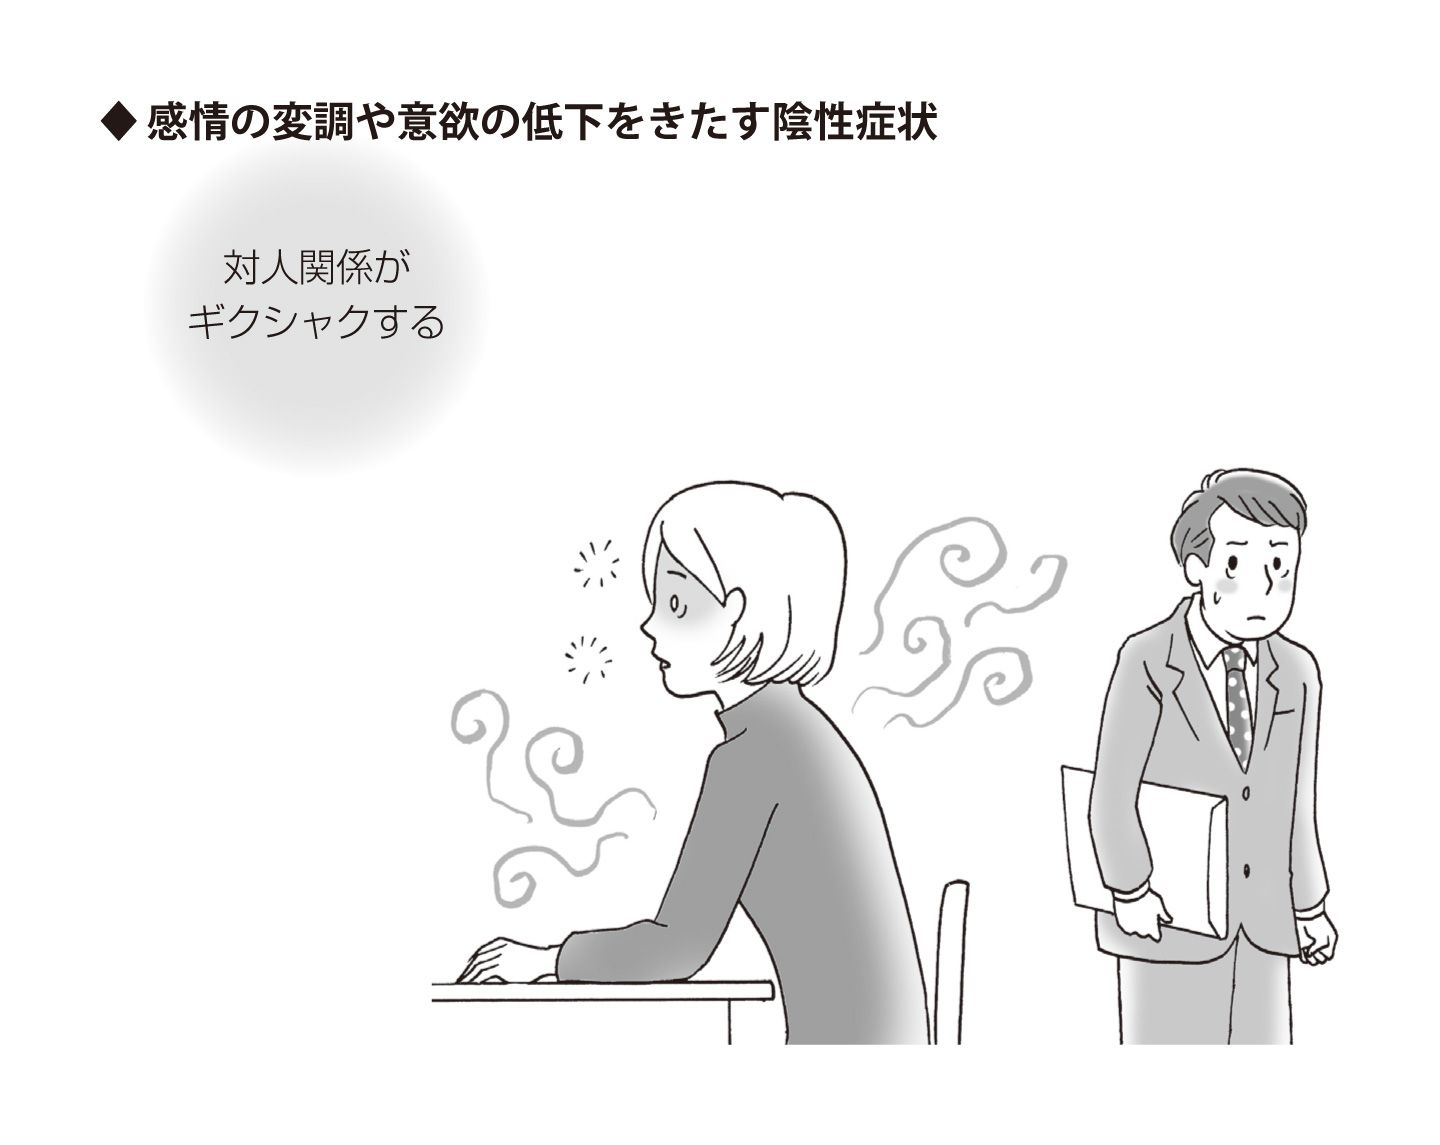 ◆感情の変調や意欲の低下をきたす陰性症状
対人関係が
ギクシャクする